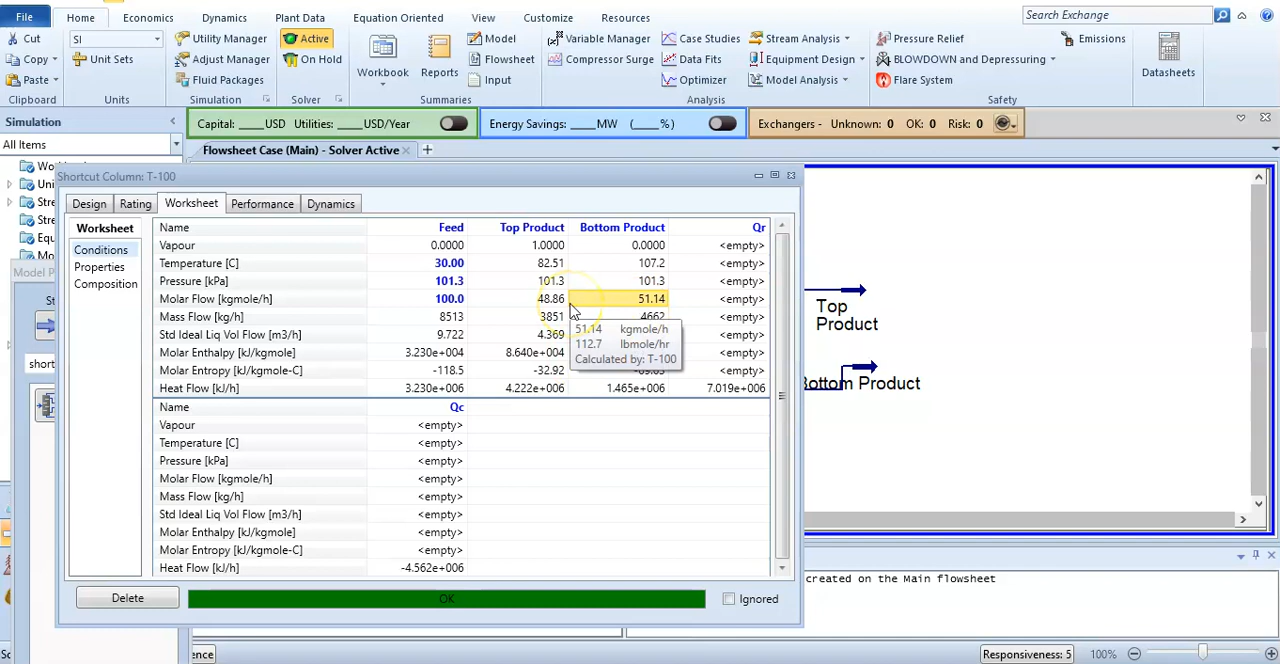 File Home Economics Dynamics Plant Data Equation Oriented View Customize Resources Search Exchange
Cut SI Utility Manager Active Model Variable Manager Case Studies Stream Analysis Pressure Relief Emissions
Copy Unit Sets Adjust Manager On Hold Workbook Reports Flowsheet Compressor Surge Data Fits Equipment Design BLOWDOWN and Depressuring Datasheets
Paste Fluid Packages Input Optimizer Model Analysis Flare System
Clipboard Units Simulation Solver Summaries Analysis Safety
Simulation Capital: ____USD Utilities: ____USD/Year Energy Savings: ____MW (____%) Exchangers - Unknown: 0 OK: 0 Risk: 0
All Items Flowsheet Case (Main) - Solver Active
Shortcut Column: T-100
Design Rating Worksheet Performance Dynamics
Worksheet Name Feed Top Product Bottom Product Qr
Conditions Vapour 0.0000 1.0000 0.0000 <empty>
Properties Temperature [C] 30.00 82.51 107.2 <empty>
Composition Pressure [kPa] 101.3 101.3 101.3 <empty>
Molar Flow [kgmole/h] 100.0 48.86 51.14 <empty>
Mass Flow [kg/h] 8513 3851 4662 <empty>
Std Ideal Liq Vol Flow [m3/h] 9.722 4.369 <empty>
Molar Enthalpy [kJ/kgmole] 3.230e+004 8.640e+004 <empty>
Molar Entropy [kJ/kgmole-C] -118.5 -32.92 <empty>
Heat Flow [kJ/h] 3.230e+006 4.222e+006 1.465e+006 7.019e+006
51.14 kgmole/h
112.7 lbmole/hr
Calculated by: T-100
Name Qc
Vapour <empty>
Temperature [C] <empty>
Pressure [kPa] <empty>
Molar Flow [kgmole/h] <empty>
Mass Flow [kg/h] <empty>
Std Ideal Liq Vol Flow [m3/h] <empty>
Molar Enthalpy [kJ/kgmole] <empty>
Molar Entropy [kJ/kgmole-C] <empty>
Heat Flow [kJ/h] -4.562e+006
Delete OK Ignored
Top
Product
Bottom Product
created on the Main flowsheet
Responsiveness: 5 100%